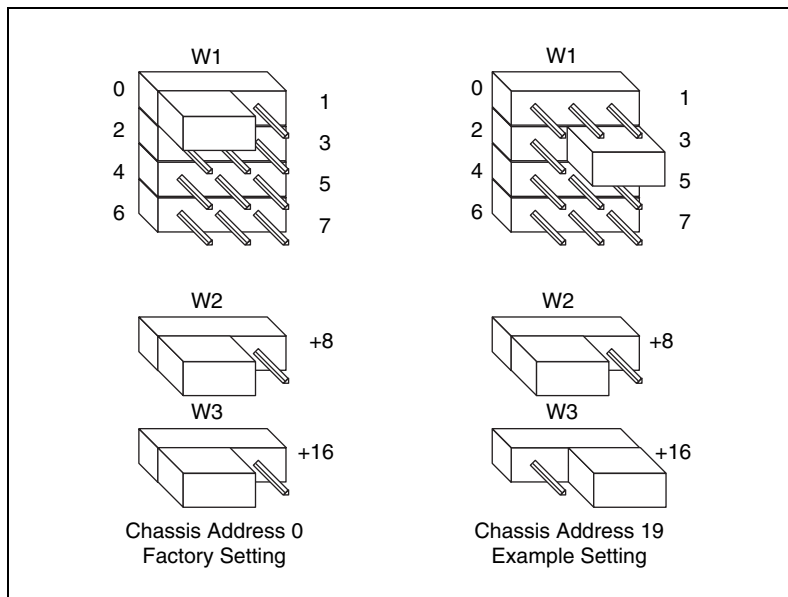 W1
0
1
2
3
4
5
6
7
W2
+8
W3
+16
Chassis Address 0
Factory Setting
W1
0
1
2
3
4
5
6
7
W2
+8
W3
+16
Chassis Address 19
Example Setting